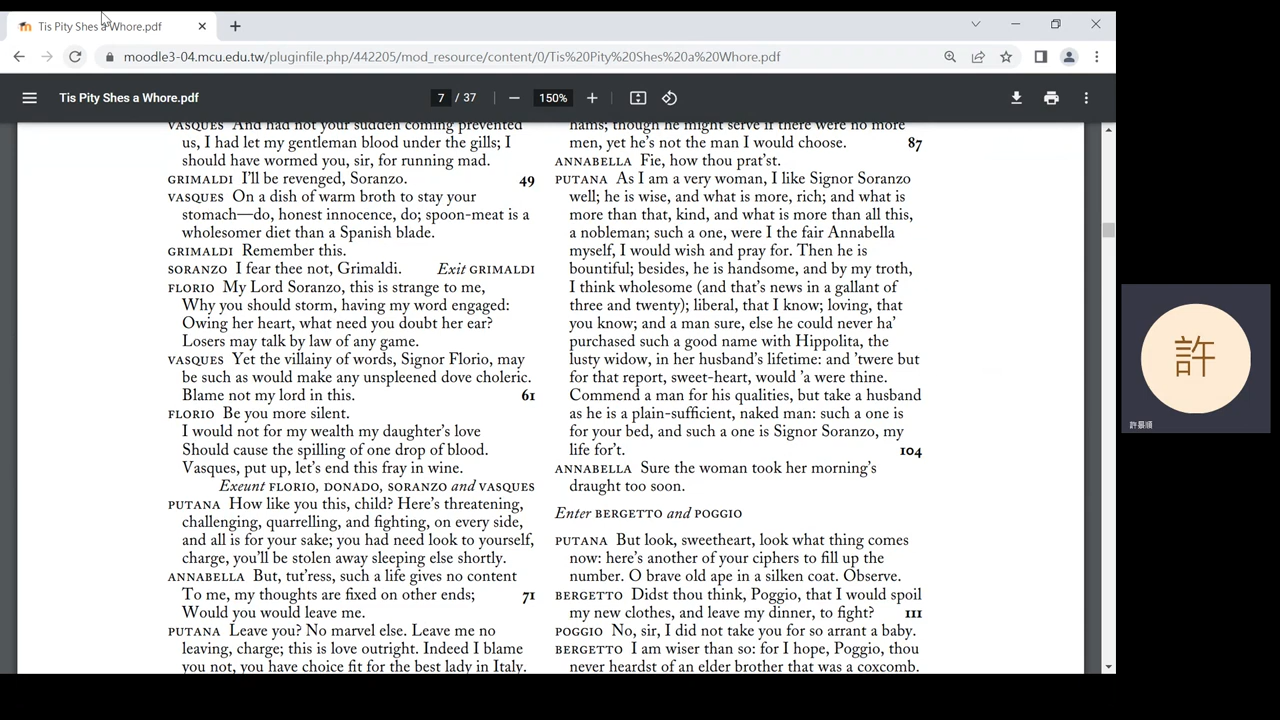 Tis Pity Shes a Whore.pdf
moodle3-04.mcu.edu.tw/pluginfile.php/442205/mod_resource/content/0/Tis%20Pity%20Shes%20a%20Whore.pdf
Tis Pity Shes a Whore.pdf
7 / 37
150%
VASQUES And had not your sudden coming prevented
us, I had let my gentleman blood under the gills; I
should have wormed you, sir, for running mad.
GRIMALDI I'll be revenged, Soranzo. 49
VASQUES On a dish of warm broth to stay your
stomach—do, honest innocence, do; spoon-meat is a
wholesomer diet than a Spanish blade.
GRIMALDI Remember this.
SORANZO I fear thee not, Grimaldi. Exit GRIMALDI
FLORIO My Lord Soranzo, this is strange to me,
Why you should storm, having my word engaged:
Owing her heart, what need you doubt her ear?
Losers may talk by law of any game.
VASQUES Yet the villainy of words, Signor Florio, may
be such as would make any unspleened dove choleric.
Blame not my lord in this. 61
FLORIO Be you more silent.
I would not for my wealth my daughter's love
Should cause the spilling of one drop of blood.
Vasques, put up, let's end this fray in wine.
Exeunt FLORIO, DONADO, SORANZO and VASQUES
PUTANA How like you this, child? Here's threatening,
challenging, quarrelling, and fighting, on every side,
and all is for your sake; you had need look to yourself,
charge, you'll be stolen away sleeping else shortly.
ANNABELLA But, tut'ress, such a life gives no content
To me, my thoughts are fixed on other ends; 71
Would you would leave me.
PUTANA Leave you? No marvel else. Leave me no
leaving, charge; this is love outright. Indeed I blame
you not, you have choice fit for the best lady in Italy.
hams; though he might serve if there were no more
men, yet he's not the man I would choose. 87
ANNABELLA Fie, how thou prat'st.
PUTANA As I am a very woman, I like Signor Soranzo
well; he is wise, and what is more, rich; and what is
more than that, kind, and what is more than all this,
a nobleman; such a one, were I the fair Annabella
myself, I would wish and pray for. Then he is
bountiful; besides, he is handsome, and by my troth,
I think wholesome (and that's news in a gallant of
three and twenty); liberal, that I know; loving, that
you know; and a man sure, else he could never ha'
purchased such a good name with Hippolita, the
lusty widow, in her husband's lifetime: and 'twere but
for that report, sweet-heart, would 'a were thine.
Commend a man for his qualities, but take a husband
as he is a plain-sufficient, naked man: such a one is
for your bed, and such a one is Signor Soranzo, my
life for't. 104
ANNABELLA Sure the woman took her morning's
draught too soon.
Enter BERGETTO and POGGIO
PUTANA But look, sweetheart, look what thing comes
now: here's another of your ciphers to fill up the
number. O brave old ape in a silken coat. Observe.
BERGETTO Didst thou think, Poggio, that I would spoil
my new clothes, and leave my dinner, to fight? 111
POGGIO No, sir, I did not take you for so arrant a baby.
BERGETTO I am wiser than so: for I hope, Poggio, thou
never heardst of an elder brother that was a coxcomb.
許
許景順